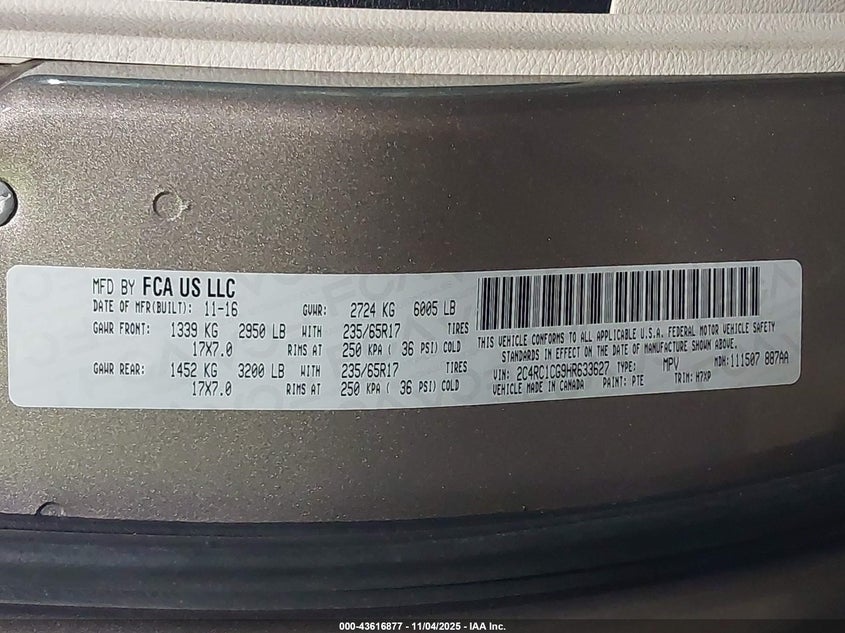 MFD BY FCA US LLC
DATE OF MFR(BUILT): 11-16 GVWR: 2724 KG 6005 LB
GAWR FRONT: 1339 KG 2950 LB WITH 235/65R17 TIRES
17X7.0 RIMS AT 250 KPA ( 36 PSI) COLD
GAWR REAR: 1452 KG 3200 LB WITH 235/65R17 TIRES
17X7.0 RIMS AT 250 KPA ( 36 PSI) COLD
THIS VEHICLE CONFORMS TO ALL APPLICABLE U.S.A. FEDERAL MOTOR VEHICLE SAFETY
STANDARDS IN EFFECT ON THE DATE OF MANUFACTURE SHOWN ABOVE.
VIN: 2C4RC1CG9HR633627 TYPE: MPV MDH: 111507 887AA
VEHICLE MADE IN CANADA PAINT: PTE TRIM: H7XP
000-43616877 - 11/04/2025 - IAA Inc.